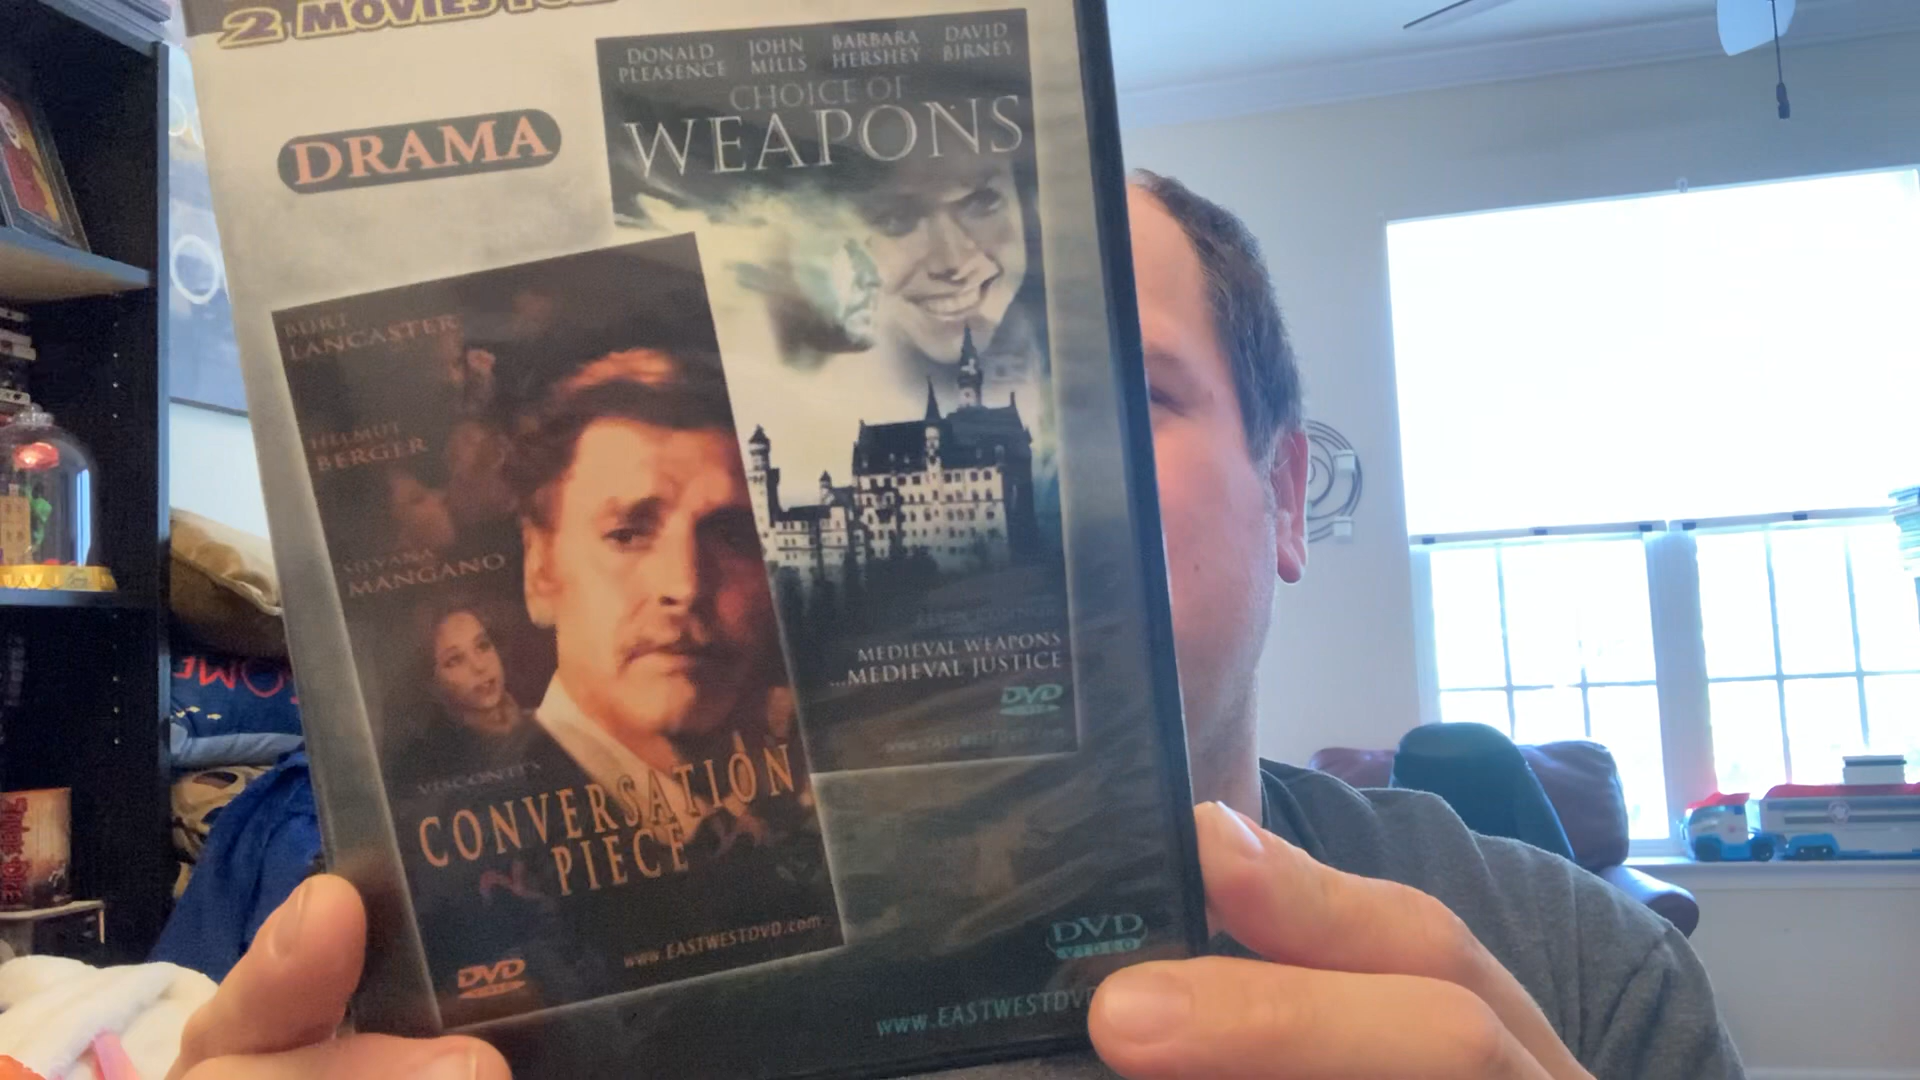 2 MOVIES
DRAMA
DONALD PLEASENCE
JOHN MILLS
BARBARA HERSHEY
DAVID BIRNEY
CHOICE OF
WEAPONS
MEDIEVAL WEAPONS
...MEDIEVAL JUSTICE
DVD
BURT
LANCASTER
HELMUT
BERGER
SILVANA
MANGANO
VISCONTI'S
CONVERSATION
PIECE
www.EASTWESTDVD.com
DVD
DVD
VIDEO
www.EASTWESTDV